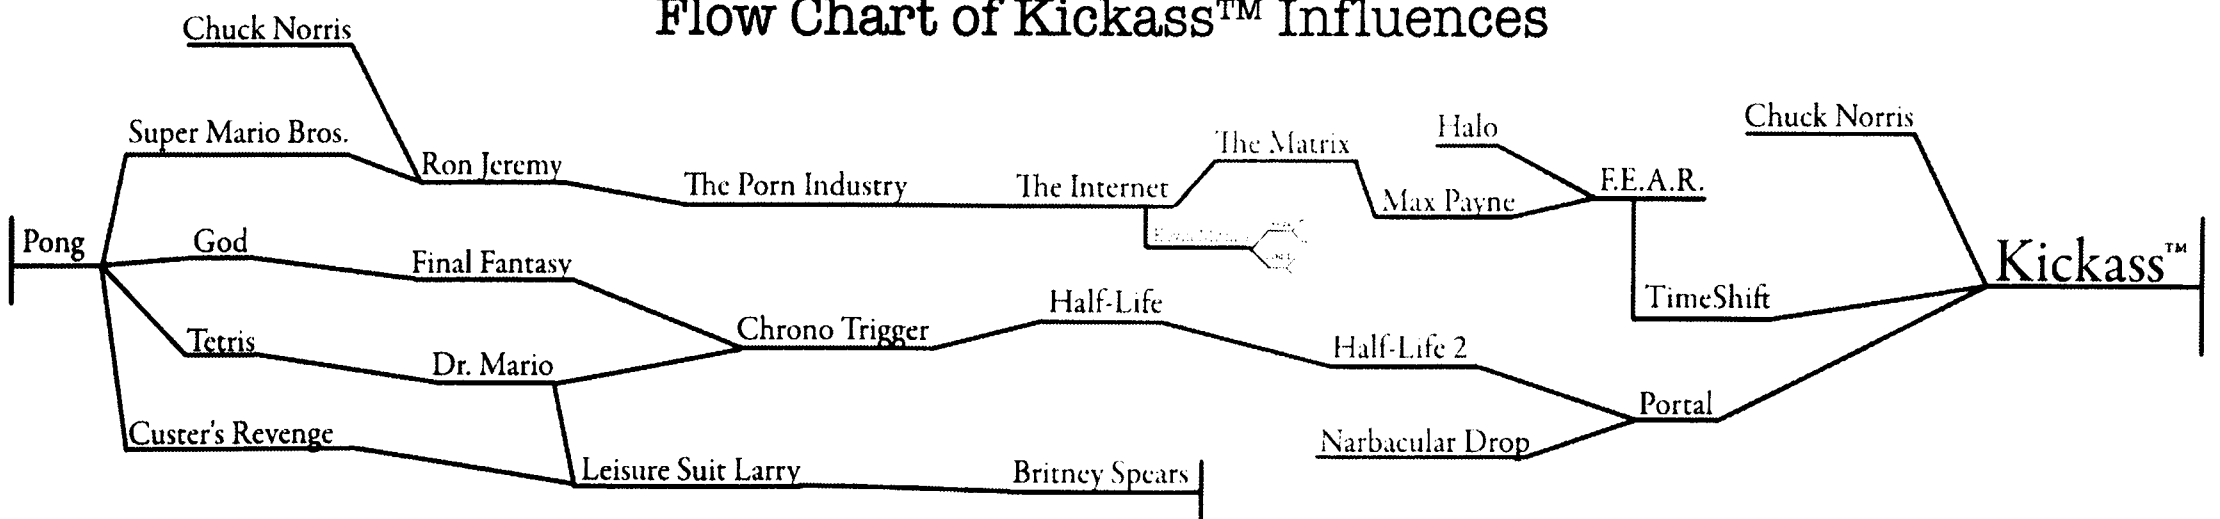 Flow Chart of Kickass™ Influences
Chuck Norris
Super Mario Bros.
Ron Jeremy
The Porn Industry
The Internet
The Matrix
Halo
Max Payne
F.E.A.R.
Chuck Norris
Pong
God
Final Fantasy
Kickass™
TimeShift
Half-Life
Chrono Trigger
Tetris
Dr. Mario
Half-Life 2
Portal
Custer's Revenge
Narbacular Drop
Leisure Suit Larry
Britney Spears